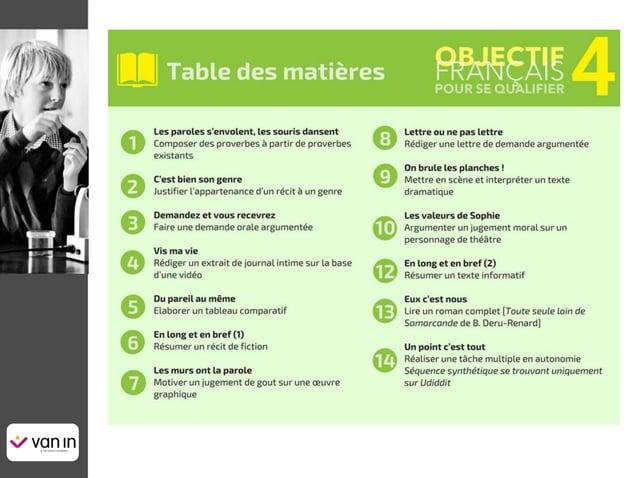 Table des matières
OBJECTIF
FRANÇAIS
POUR SE QUALIFIER
4
1
Les paroles s'envolent, les souris dansent
Composer des proverbes à partir de proverbes
existants
2
C'est bien son genre
Justifier l'appartenance d'un récit à un genre
3
Demandez et vous recevrez
Faire une demande orale argumentée
4
Vis ma vie
Rédiger un extrait de journal intime sur la base
d'une vidéo
5
Du pareil au même
Elaborer un tableau comparatif
6
En long et en bref (1)
Résumer un récit de fiction
7
Les murs ont la parole
Motiver un jugement de gout sur une œuvre
graphique
8
Lettre ou ne pas lettre
Rédiger une lettre de demande argumentée
9
On brule les planches !
Mettre en scène et interpréter un texte
dramatique
10
Les valeurs de Sophie
Argumenter un jugement moral sur un
personnage de théâtre
12
En long et en bref (2)
Résumer un texte informatif
13
Eux c'est nous
Lire un roman complet [Toute seule loin de
Samarcande de B. Deru-Renard]
14
Un point c'est tout
Réaliser une tâche multiple en autonomie
Séquence synthétique se trouvant uniquement
sur Udiddit
van in